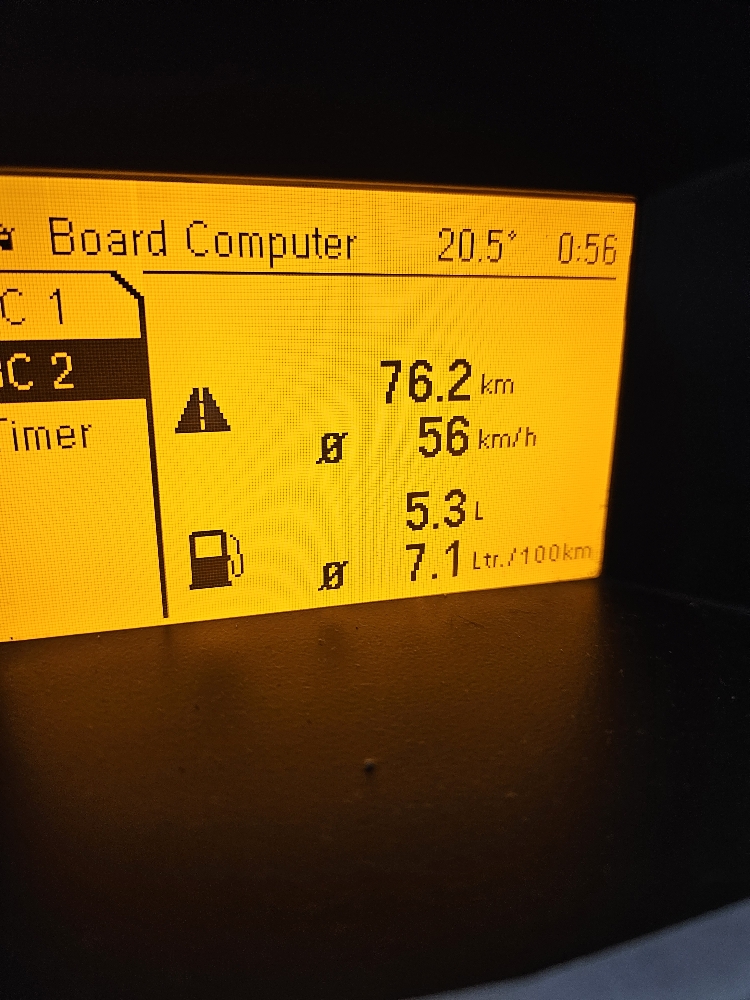 Board Computer 20.5° 0:56
C 1
C 2
Timer
76.2 km
Ø 56 km/h
5.3 L
Ø 7.1 Ltr./100km